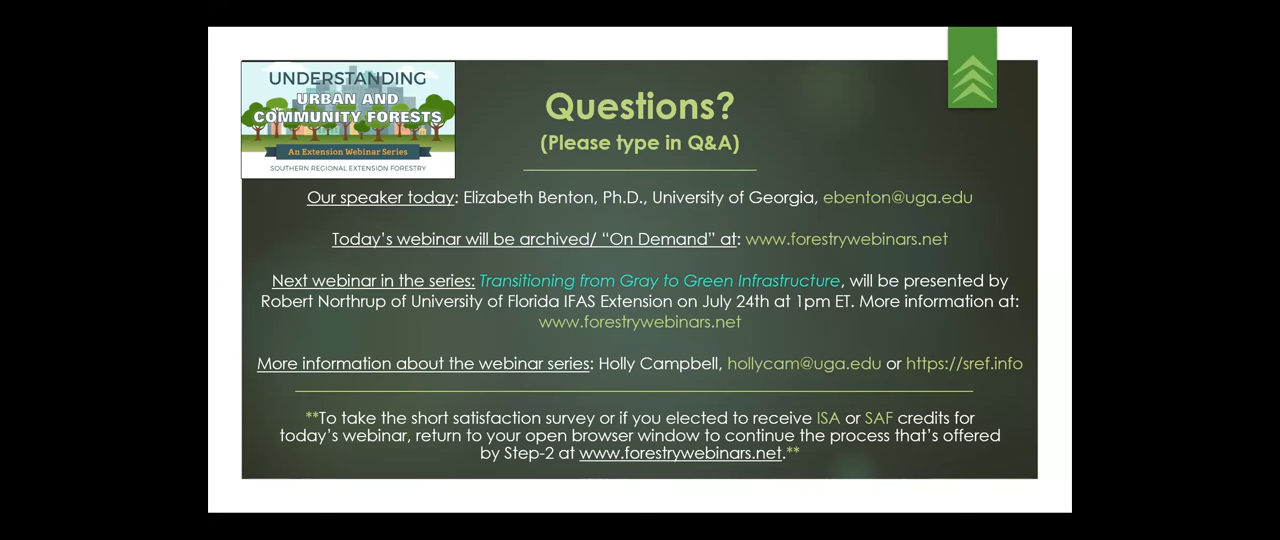 UNDERSTANDING
URBAN AND
COMMUNITY FORESTS
An Extension Webinar Series
SOUTHERN REGIONAL EXTENSION FORESTRY
Questions?
(Please type in Q&A)
Our speaker today: Elizabeth Benton, Ph.D., University of Georgia, ebenton@uga.edu
Today's webinar will be archived/ “On Demand” at: www.forestrywebinars.net
Next webinar in the series: Transitioning from Gray to Green Infrastructure, will be presented by
Robert Northrup of University of Florida IFAS Extension on July 24th at 1pm ET. More information at:
www.forestrywebinars.net
More information about the webinar series: Holly Campbell, hollycam@uga.edu or https://sref.info
**To take the short satisfaction survey or if you elected to receive ISA or SAF credits for
today's webinar, return to your open browser window to continue the process that's offered
by Step-2 at www.forestrywebinars.net.**